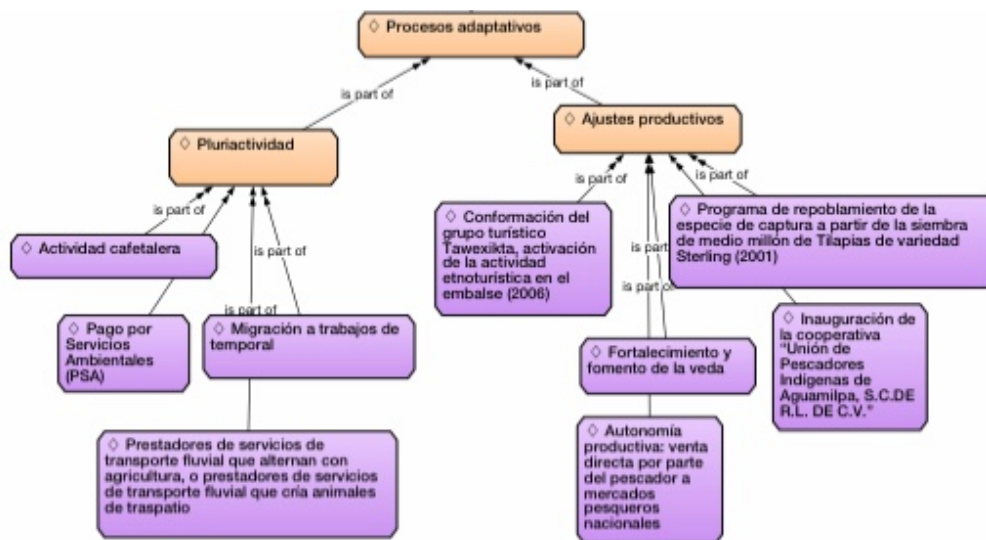 ◇ Procesos adaptativos
is part of
is part of
◇ Pluriactividad
◇ Ajustes productivos
is part of
is part of
is part of
is part of
◇ Actividad cafetalera
◇ Pago por
Servicios
Ambientales
(PSA)
◇ Migración a trabajos de
temporal
◇ Prestadores de servicios de
transporte fluvial que alternan con
agricultura, o prestadores de servicios
de transporte fluvial que cría animales
de traspatio
is part of
is part of
is part
is part of
is part of
◇ Conformación del
grupo turístico
Tawexikta, activación
de la actividad
etnoturística en el
embalse (2006)
◇ Programa de repoblamiento de la
especie de captura a partir de la siembra
de medio millón de Tilapias de variedad
Sterling (2001)
◇ Fortalecimiento y
fomento de la veda
◇ Inauguración de
la cooperativa
"Unión de
Pescadores
Indígenas de
Aguamilpa, S.C.DE
R.L. DE C.V."
◇ Autonomía
productiva: venta
directa por parte
del pescador a
mercados
pesqueros
nacionales